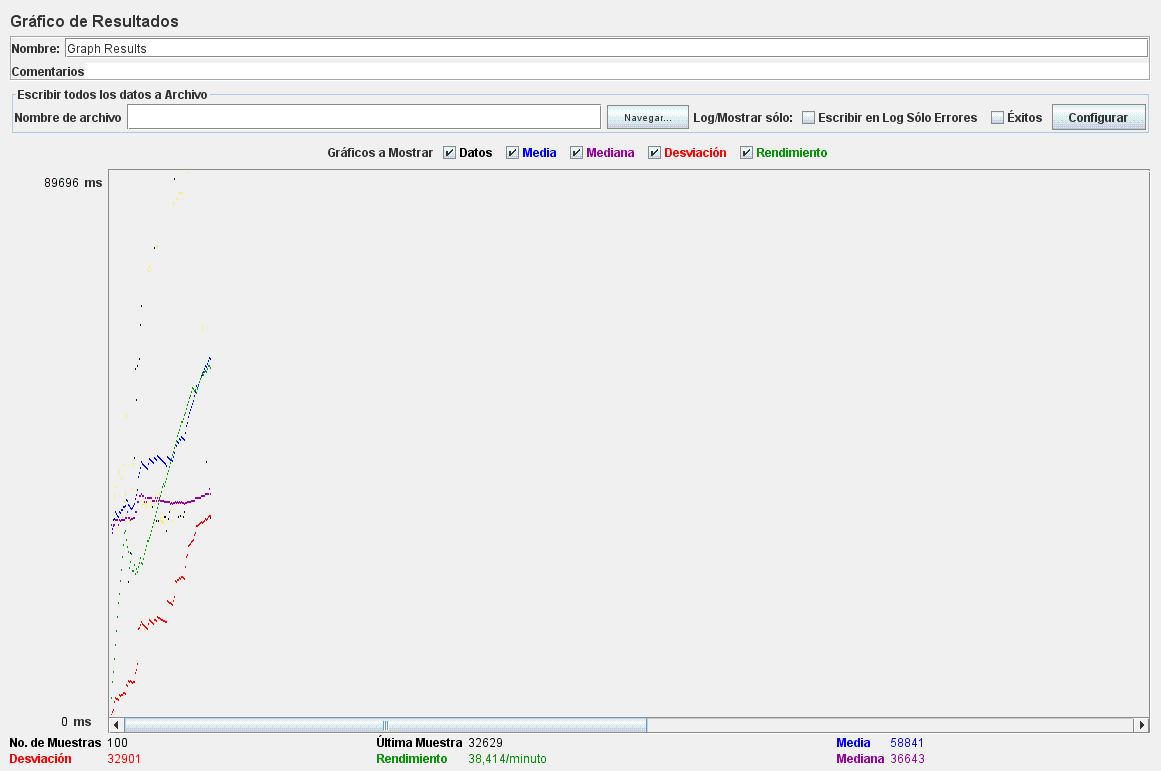 Gráfico de Resultados
Nombre: Graph Results
Comentarios
Escribir todos los datos a Archivo
Nombre de archivo Navegar... Log/Mostrar sólo: Escribir en Log Sólo Errores Éxitos Configurar
Gráficos a Mostrar Datos Media Mediana Desviación Rendimiento
89696 ms
0 ms
No. de Muestras 100 Última Muestra 32629 Media 58841
Desviación 32901 Rendimiento 38,414/minuto Mediana 36643